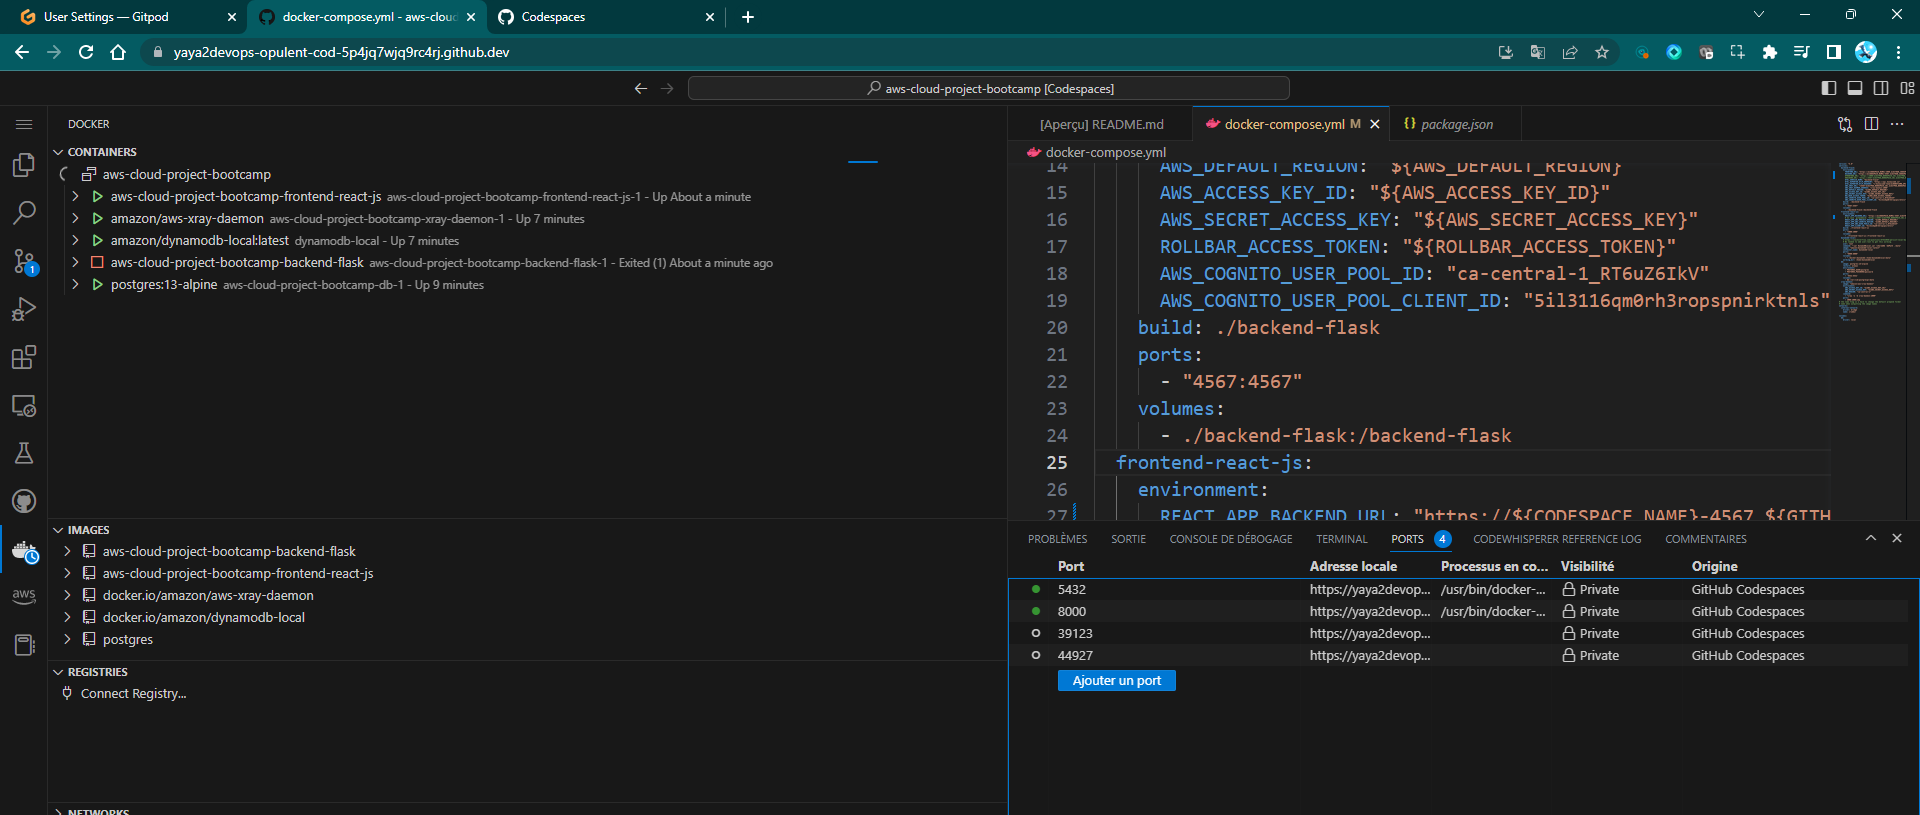 User Settings — Gitpod
docker-compose.yml - aws-cloud
Codespaces
yaya2devops-opulent-cod-5p4jq7wjq9rc4rj.github.dev
aws-cloud-project-bootcamp [Codespaces]
DOCKER
CONTAINERS
aws-cloud-project-bootcamp
aws-cloud-project-bootcamp-frontend-react-js aws-cloud-project-bootcamp-frontend-react-js-1 - Up About a minute
amazon/aws-xray-daemon aws-cloud-project-bootcamp-xray-daemon-1 - Up 7 minutes
amazon/dynamodb-local:latest dynamodb-local - Up 7 minutes
aws-cloud-project-bootcamp-backend-flask aws-cloud-project-bootcamp-backend-flask-1 - Exited (1) About a minute ago
postgres:13-alpine aws-cloud-project-bootcamp-db-1 - Up 9 minutes
1
aws
IMAGES
aws-cloud-project-bootcamp-backend-flask
aws-cloud-project-bootcamp-frontend-react-js
docker.io/amazon/aws-xray-daemon
docker.io/amazon/dynamodb-local
postgres
REGISTRIES
Connect Registry...
NETWORKS
[Aperçu] README.md
docker-compose.yml M
{} package.json
docker-compose.yml
14 AWS_DEFAULT_REGION: "${AWS_DEFAULT_REGION}"
15 AWS_ACCESS_KEY_ID: "${AWS_ACCESS_KEY_ID}"
16 AWS_SECRET_ACCESS_KEY: "${AWS_SECRET_ACCESS_KEY}"
17 ROLLBAR_ACCESS_TOKEN: "${ROLLBAR_ACCESS_TOKEN}"
18 AWS_COGNITO_USER_POOL_ID: "ca-central-1_RT6uZ6IkV"
19 AWS_COGNITO_USER_POOL_CLIENT_ID: "5il3116qm0rh3ropspnirktnls"
20 build: ./backend-flask
21 ports:
22 - "4567:4567"
23 volumes:
24 - ./backend-flask:/backend-flask
25 frontend-react-js:
26 environment:
27 REACT_APP_BACKEND_URL: "https://${CODESPACE_NAME}-4567.${GITH
PROBLÈMES SORTIE CONSOLE DE DÉBOGAGE TERMINAL PORTS 4 CODEWHISPERER REFERENCE LOG COMMENTAIRES
Port Adresse locale Processus en co... Visibilité Origine
5432 https://yaya2devop... /usr/bin/docker-... Private GitHub Codespaces
8000 https://yaya2devop... /usr/bin/docker-... Private GitHub Codespaces
39123 https://yaya2devop... Private GitHub Codespaces
44927 https://yaya2devop... Private GitHub Codespaces
Ajouter un port